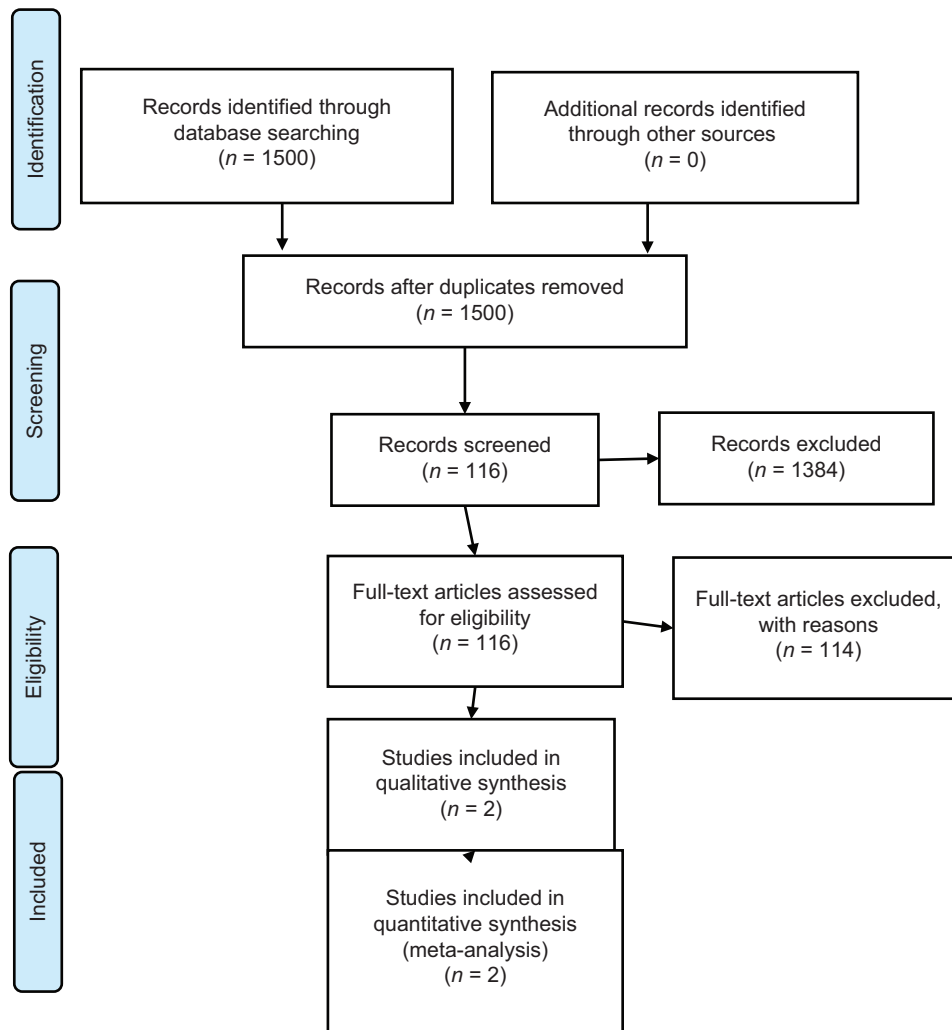 Identification
Records identified through
database searching
(n = 1500)
Additional records identified
through other sources
(n = 0)
Records after duplicates removed
(n = 1500)
Screening
Records screened
(n = 116)
Records excluded
(n = 1384)
Eligibility
Full-text articles assessed
for eligibility
(n = 116)
Full-text articles excluded,
with reasons
(n = 114)
Studies included in
qualitative synthesis
(n = 2)
Included
Studies included in
quantitative synthesis
(meta-analysis)
(n = 2)